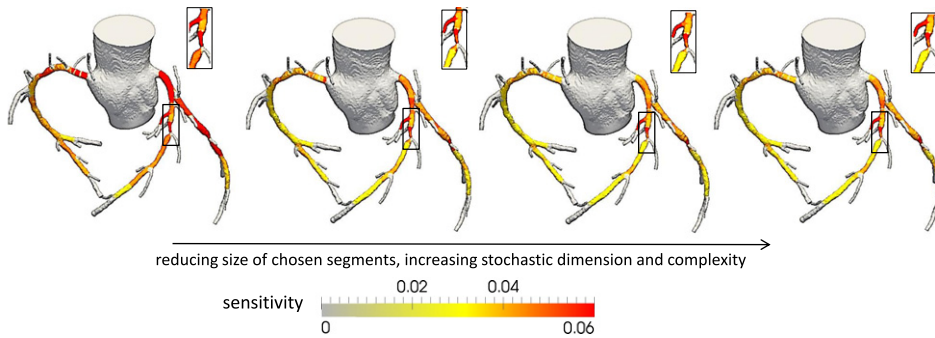 reducing size of chosen segments, increasing stochastic dimension and complexity
sensitivity
0.02 0.04
0 0.06